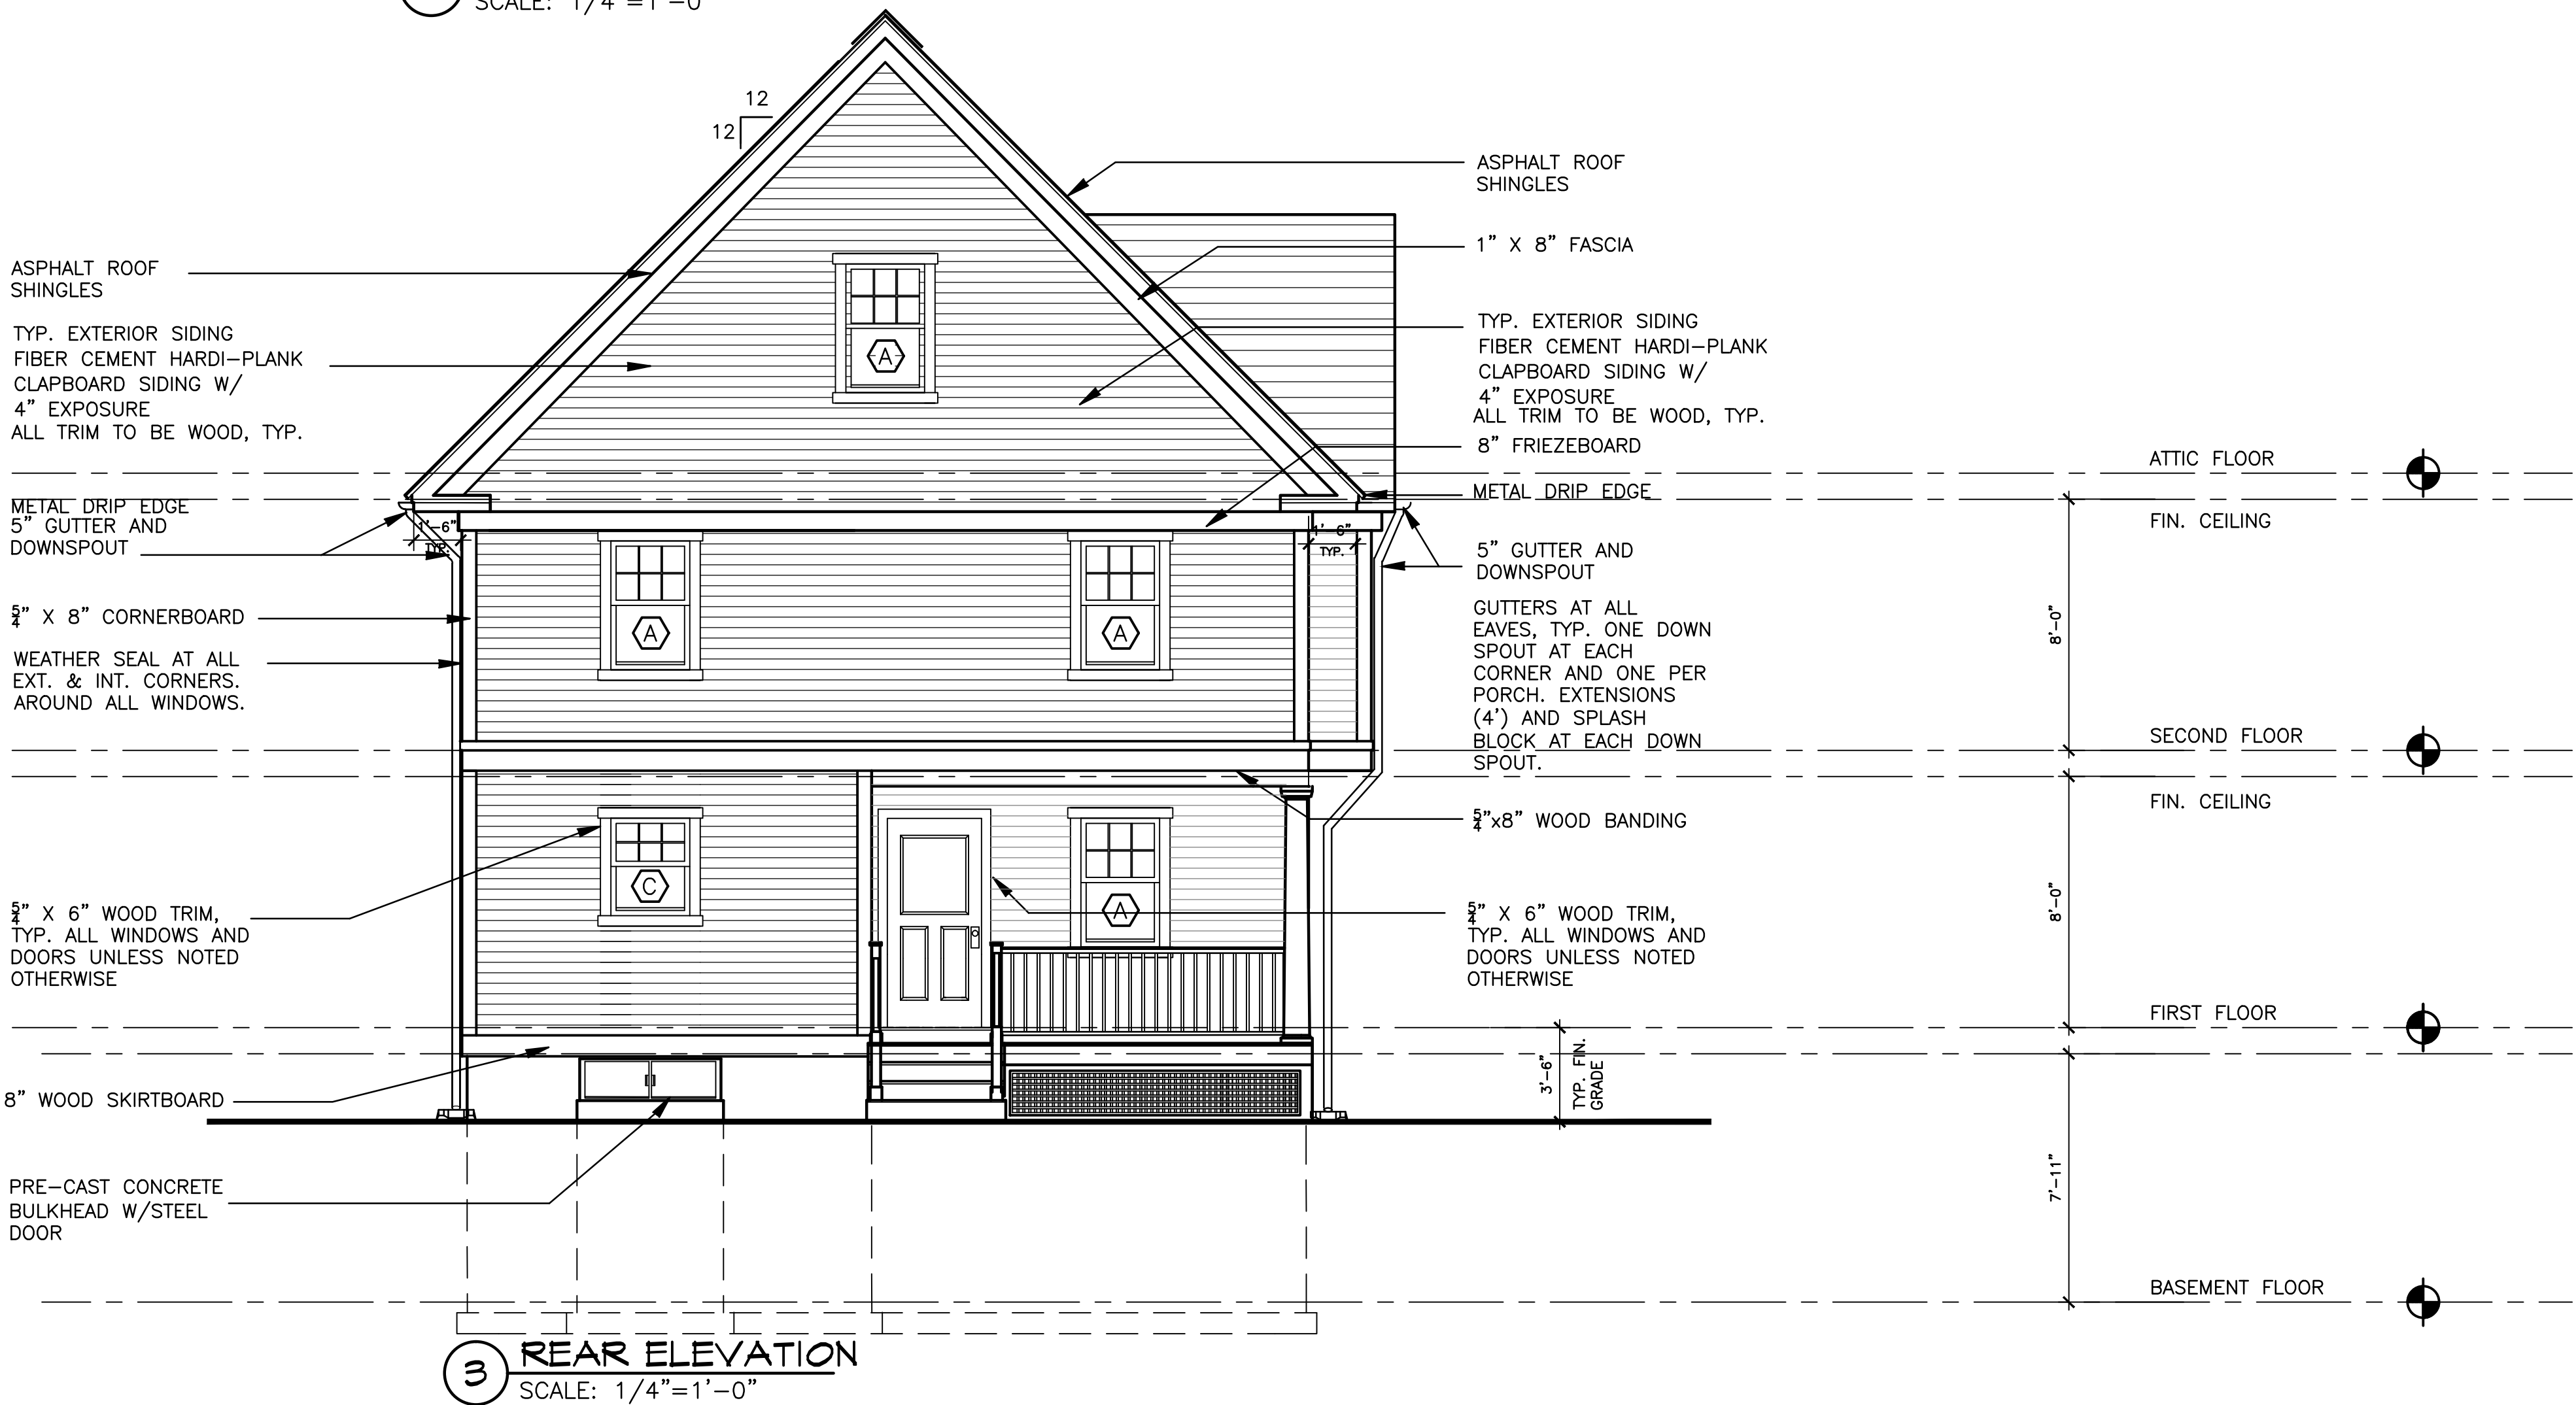 SCALE: 1/4"=1'-0"
12
12
ASPHALT ROOF
SHINGLES
TYP. EXTERIOR SIDING
FIBER CEMENT HARDI-PLANK
CLAPBOARD SIDING W/
4" EXPOSURE
ALL TRIM TO BE WOOD, TYP.
METAL DRIP EDGE
5" GUTTER AND
DOWNSPOUT
1'-6"
TYP.
5/4" X 8" CORNERBOARD
WEATHER SEAL AT ALL
EXT. & INT. CORNERS.
AROUND ALL WINDOWS.
5/4" X 6" WOOD TRIM,
TYP. ALL WINDOWS AND
DOORS UNLESS NOTED
OTHERWISE
8" WOOD SKIRTBOARD
PRE-CAST CONCRETE
BULKHEAD W/STEEL
DOOR
A
A
A
C
A
ASPHALT ROOF
SHINGLES
1" X 8" FASCIA
TYP. EXTERIOR SIDING
FIBER CEMENT HARDI-PLANK
CLAPBOARD SIDING W/
4" EXPOSURE
ALL TRIM TO BE WOOD, TYP.
8" FRIEZEBOARD
METAL DRIP EDGE
1'-6"
TYP.
5" GUTTER AND
DOWNSPOUT
GUTTERS AT ALL
EAVES, TYP. ONE DOWN
SPOUT AT EACH
CORNER AND ONE PER
PORCH. EXTENSIONS
(4') AND SPLASH
BLOCK AT EACH DOWN
SPOUT.
5/4"x8" WOOD BANDING
5/4" X 6" WOOD TRIM,
TYP. ALL WINDOWS AND
DOORS UNLESS NOTED
OTHERWISE
3'-6"
TYP. FIN.
GRADE
ATTIC FLOOR
FIN. CEILING
8'-0"
SECOND FLOOR
FIN. CEILING
8'-0"
FIRST FLOOR
7'-11"
BASEMENT FLOOR
3
REAR ELEVATION
SCALE: 1/4"=1'-0"